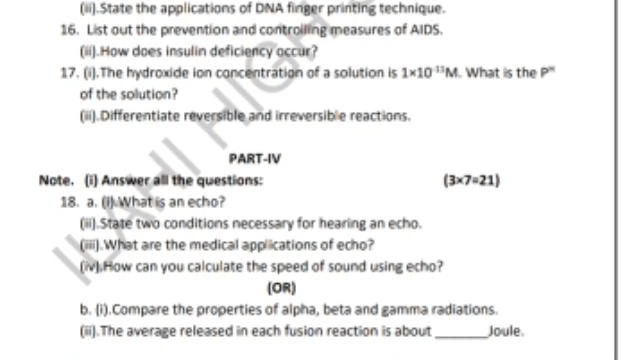 (ii).State the applications of DNA finger printing technique.
16. List out the prevention and controlling measures of AIDS.
(ii).How does insulin deficiency occur?
17. (i).The hydroxide ion concentration of a solution is 1×10⁻¹¹M. What is the Pᴴ
of the solution?
(ii).Differentiate reversible and irreversible reactions.
PART-IV
Note. (i) Answer all the questions: (3×7=21)
18. a. (i).What is an echo?
(ii).State two conditions necessary for hearing an echo.
(iii).What are the medical applications of echo?
(iv).How can you calculate the speed of sound using echo?
(OR)
b. (i).Compare the properties of alpha, beta and gamma radiations.
(ii).The average released in each fusion reaction is about _______Joule.
ILAHI HIGH